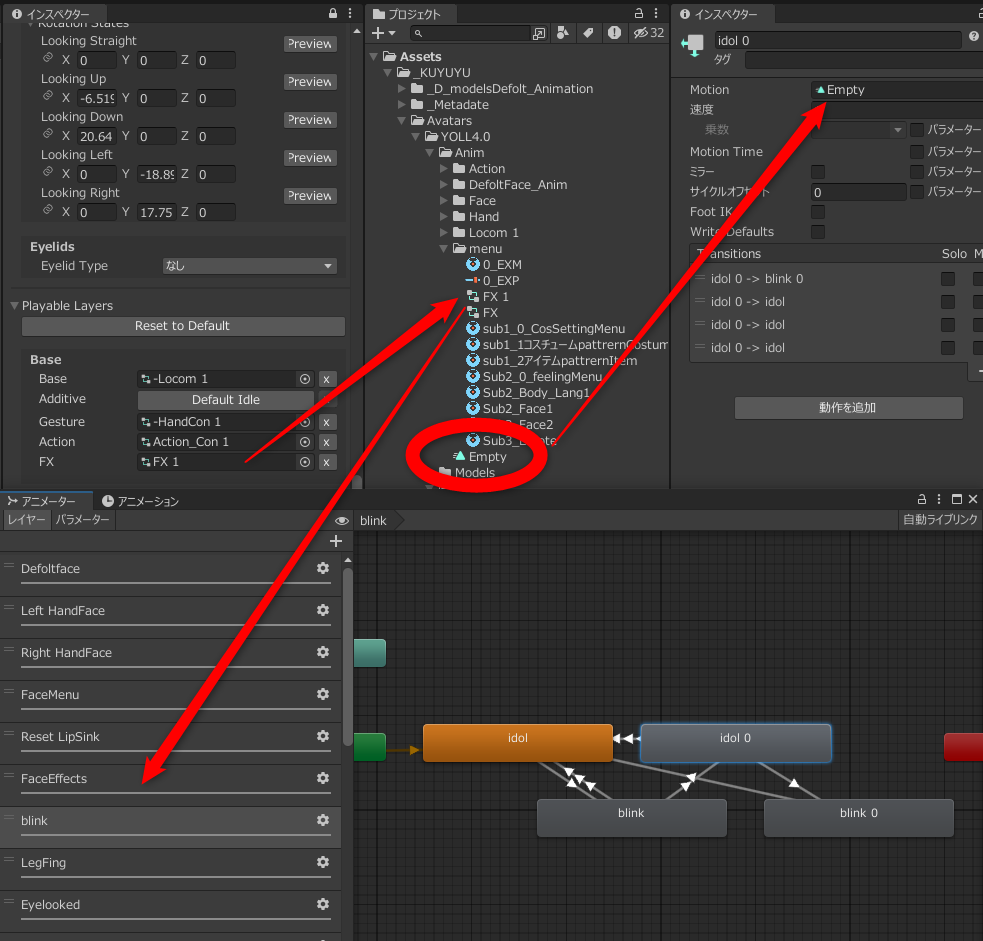 インスペクター
Rotation States
Looking Straight
Preview
X 0 Y 0 Z 0
Looking Up
Preview
X -6.519 Y 0 Z 0
Looking Down
Preview
X 20.64 Y 0 Z 0
Looking Left
Preview
X 0 Y -18.89 Z 0
Looking Right
Preview
X 0 Y 17.75 Z 0
Eyelids
Eyelid Type なし
Playable Layers
Reset to Default
Base
Base -Locom 1 x
Additive Default Idle
Gesture -HandCon 1 x
Action Action_Con 1 x
FX FX 1 x
プロジェクト
32
Assets
_KUYUYU
_D_modelsDefolt_Animation
_Metadate
Avatars
YOLL4.0
Anim
Action
DefoltFace_Anim
Face
Hand
Locom 1
menu
0_EXM
0_EXP
FX 1
FX
sub1_0_CosSettingMenu
sub1_1コスチュームpattrernCostum
sub1_2アイテムpattrernItem
Sub2_0_feelingMenu
Sub2_Body_Lang1
Sub2_Face1
Empty
Models
インスペクター
idol 0
タグ
Motion Empty
速度
乗数 パラメーター
Motion Time パラメーター
ミラー パラメーター
サイクルオフセット 0 パラメーター
Foot IK
Write Defaults
Transitions Solo M
idol 0 -> blink 0
idol 0 -> idol
idol 0 -> idol
idol 0 -> idol
動作を追加
アニメーター アニメーション
レイヤー パラメーター blink 自動ライブリンク
Defoltface
Left HandFace
Right HandFace
FaceMenu
Reset LipSink
FaceEffects
blink
LegFing
Eyelooked
idol
idol 0
blink
blink 0